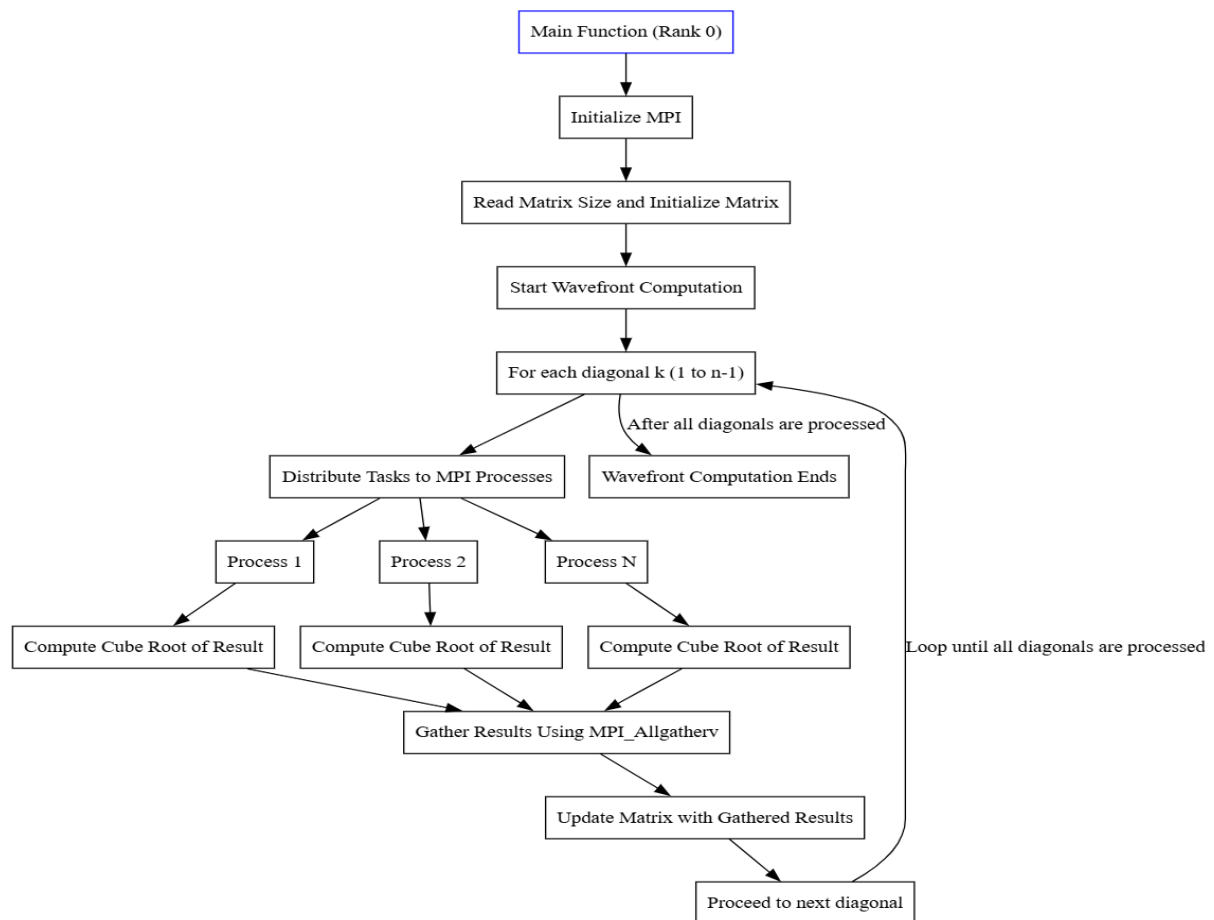 Main Function (Rank 0)
Initialize MPI
Read Matrix Size and Initialize Matrix
Start Wavefront Computation
For each diagonal k (1 to n-1)
After all diagonals are processed
Distribute Tasks to MPI Processes
Wavefront Computation Ends
Process 1
Process 2
Process N
Compute Cube Root of Result
Compute Cube Root of Result
Compute Cube Root of Result
Loop until all diagonals are processed
Gather Results Using MPI_Allgatherv
Update Matrix with Gathered Results
Proceed to next diagonal